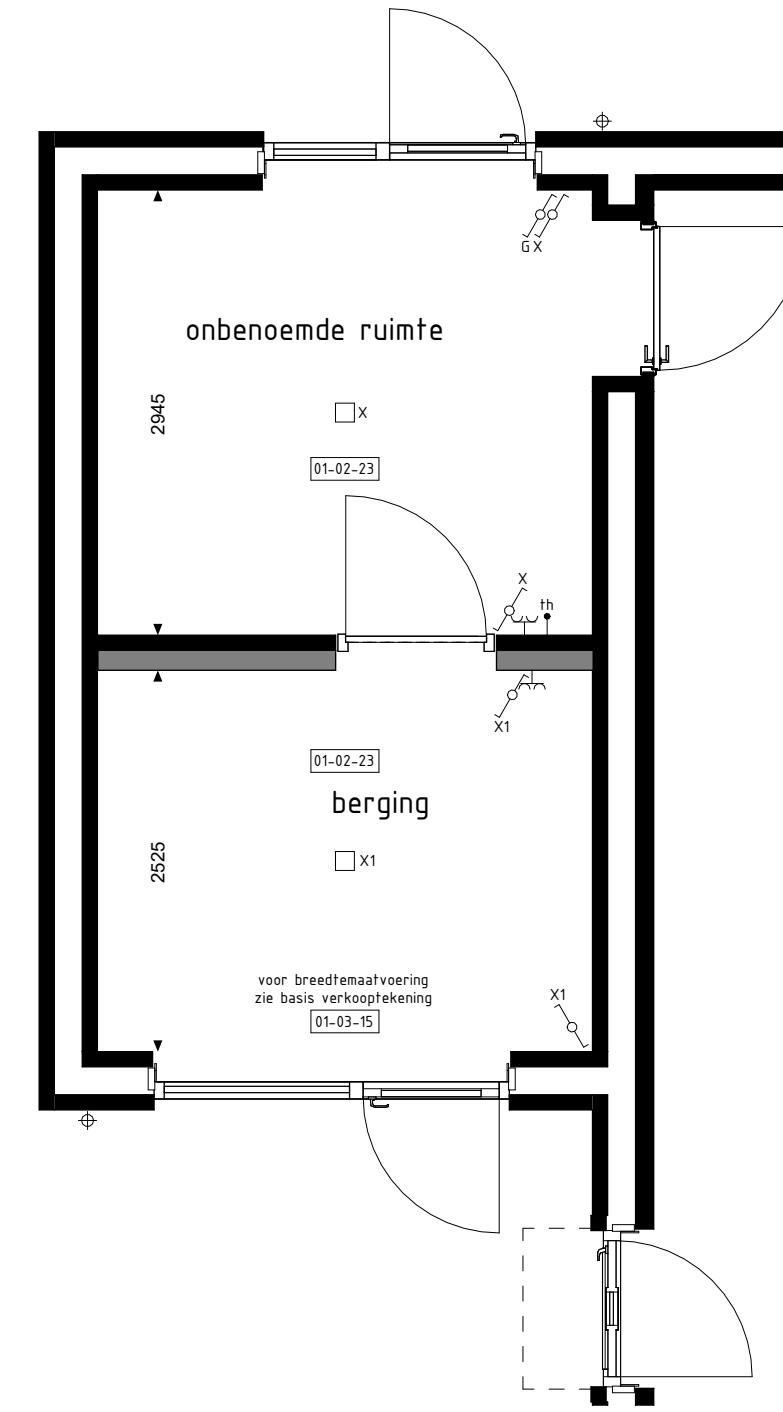 G X
onbenoemde ruimte
2945
X
01-02-23
X
th
X1
01-02-23
berging
2525
X1
voor breedtemaatvoering
zie basis verkooptekening
01-03-15
X1